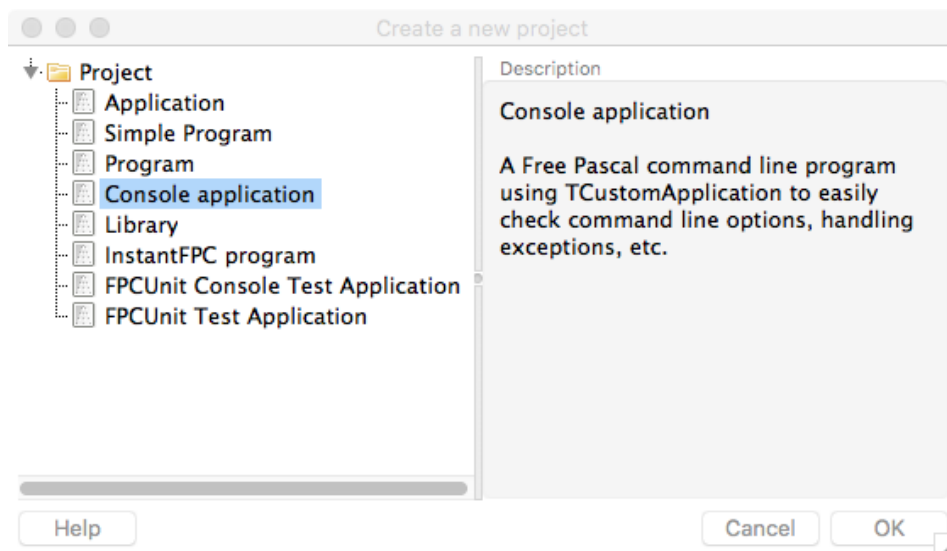 Create a new project
Project
Application
Simple Program
Program
Console application
Library
InstantFPC program
FPCUnit Console Test Application
FPCUnit Test Application
Description
Console application
A Free Pascal command line program
using TCustomApplication to easily
check command line options, handling
exceptions, etc.
Help
Cancel
OK